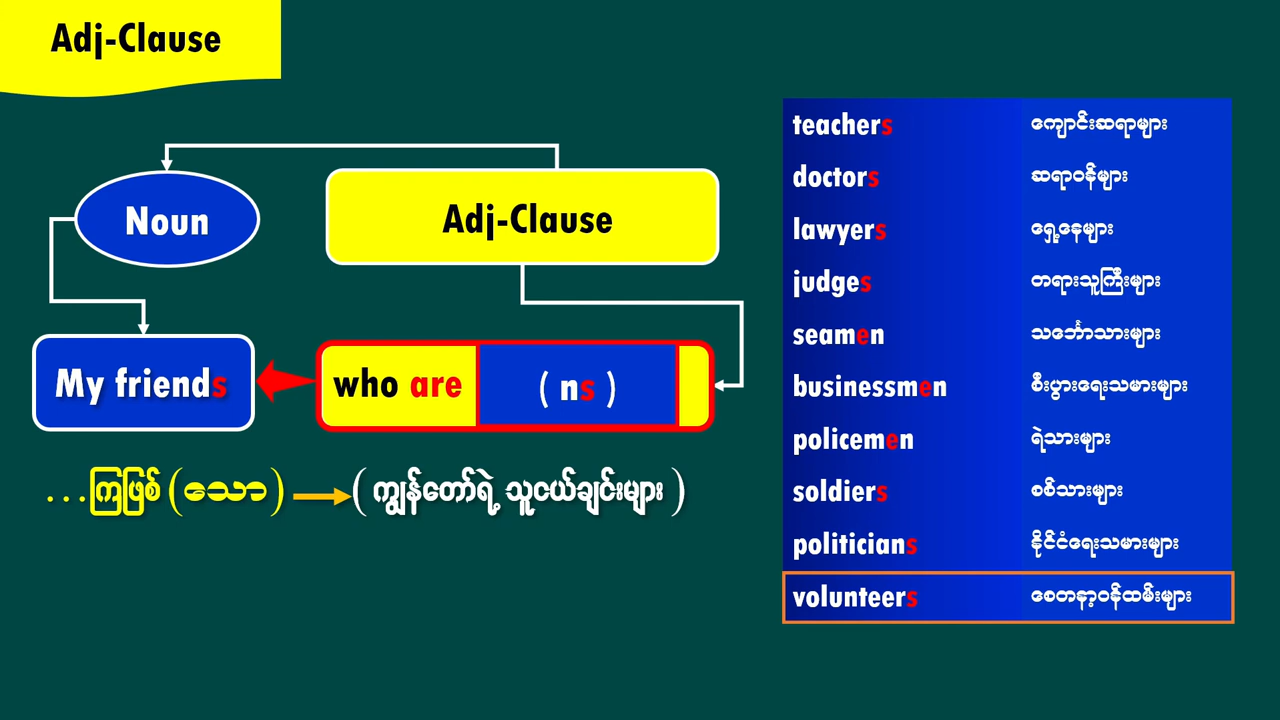 Adj-Clause
Noun
Adj-Clause
My friends
who are
( ns )
...ကြဖြစ် (သော)
( ကျွန်တော်ရဲ့ သူငယ်ချင်းများ )
teachers ကျောင်းဆရာများ
doctors ဆရာဝန်များ
lawyers ရှေ့နေများ
judges တရားသူကြီးများ
seamen သင်္ဘောသားများ
businessmen စီးပွားရေးသမားများ
policemen ရဲသားများ
soldiers စစ်သားများ
politicians နိုင်ငံရေးသမားများ
volunteers စေတနာ့ဝန်ထမ်းများ